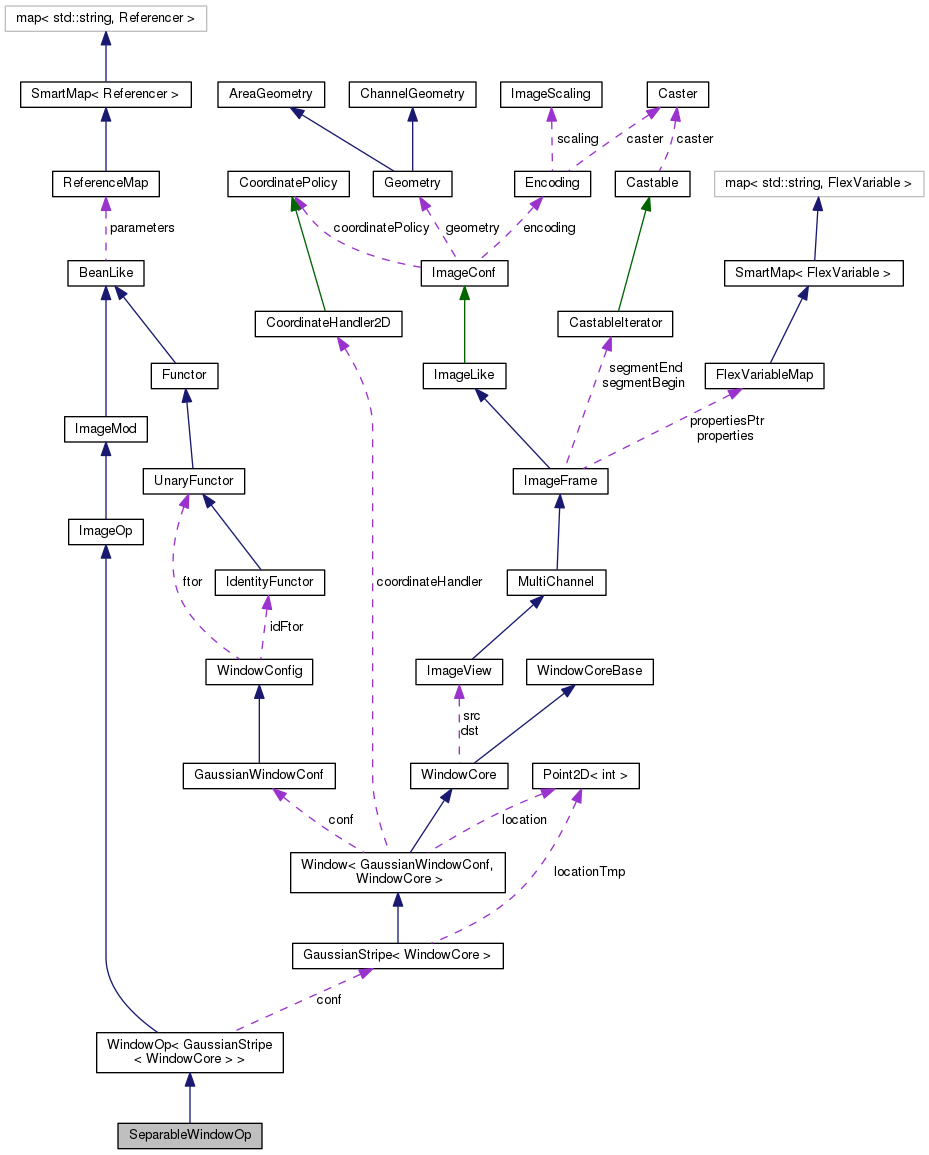 map< std::string, Referencer >
SmartMap< Referencer >
AreaGeometry
ChannelGeometry
ImageScaling
Caster
scaling
caster
caster
ReferenceMap
CoordinatePolicy
Geometry
Encoding
Castable
map< std::string, FlexVariable >
parameters
coordinatePolicy
geometry
encoding
BeanLike
ImageConf
SmartMap< FlexVariable >
CoordinateHandler2D
CastableIterator
Functor
ImageLike
segmentEnd
segmentBegin
FlexVariableMap
ImageMod
propertiesPtr
properties
UnaryFunctor
ImageFrame
ImageOp
ftor
IdentityFunctor
coordinateHandler
MultiChannel
idFtor
WindowConfig
ImageView
WindowCoreBase
src
dst
GaussianWindowConf
WindowCore
Point2D< int >
conf
location
Window< GaussianWindowConf,
WindowCore >
locationTmp
GaussianStripe< WindowCore >
conf
WindowOp< GaussianStripe
< WindowCore > >
SeparableWindowOp